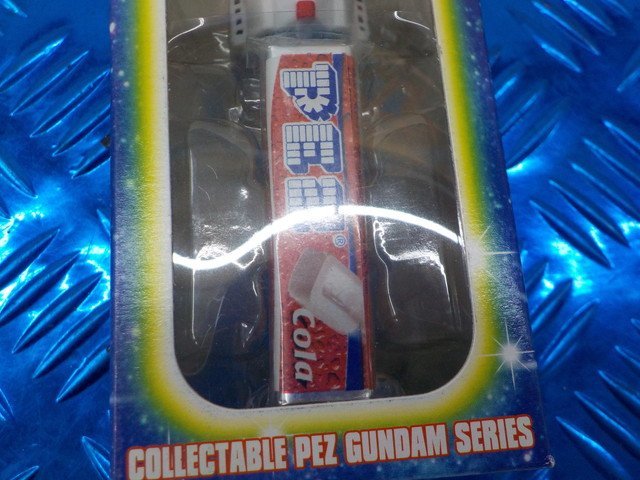 PEZ
®
Cola
COLLECTABLE PEZ GUNDAM SERIES